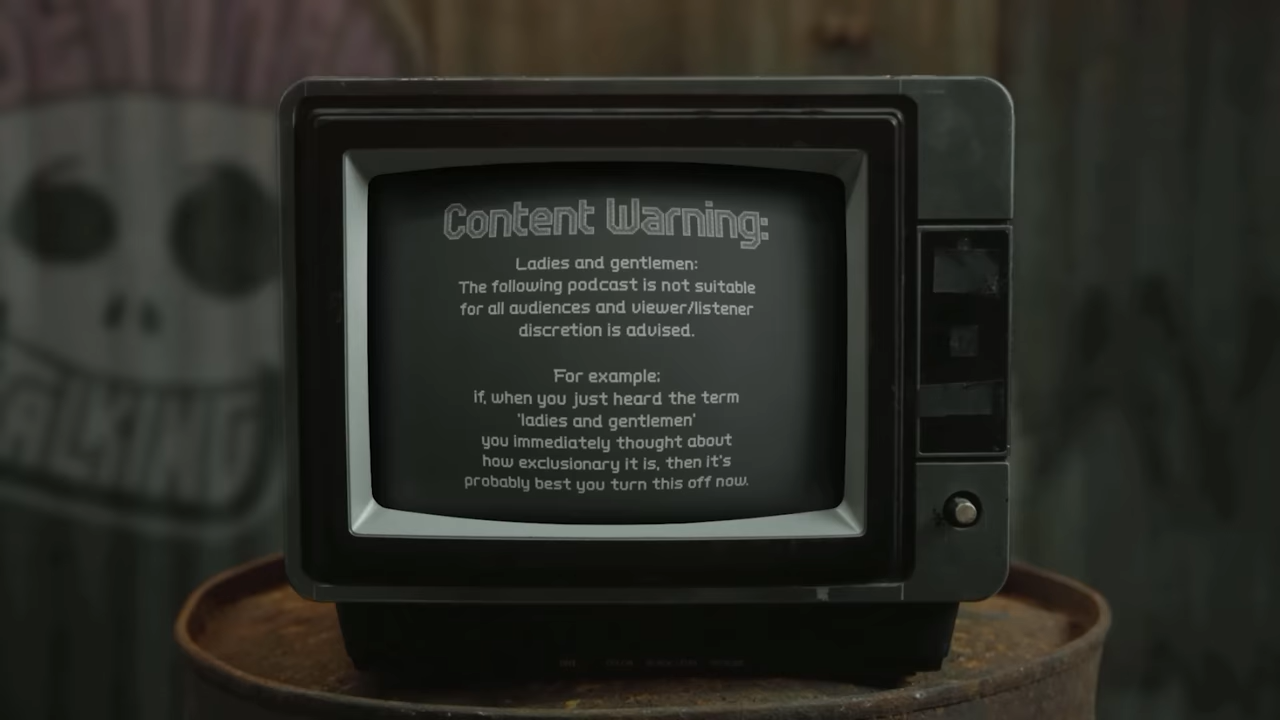 Content Warning:
Ladies and gentlemen:
The following podcast is not suitable
for all audiences and viewer/listener
discretion is advised.
For example:
if, when you just heard the term
'ladies and gentlemen'
you immediately thought about
how exclusionary it is, then it's
probably best you turn this off now.
ALKING